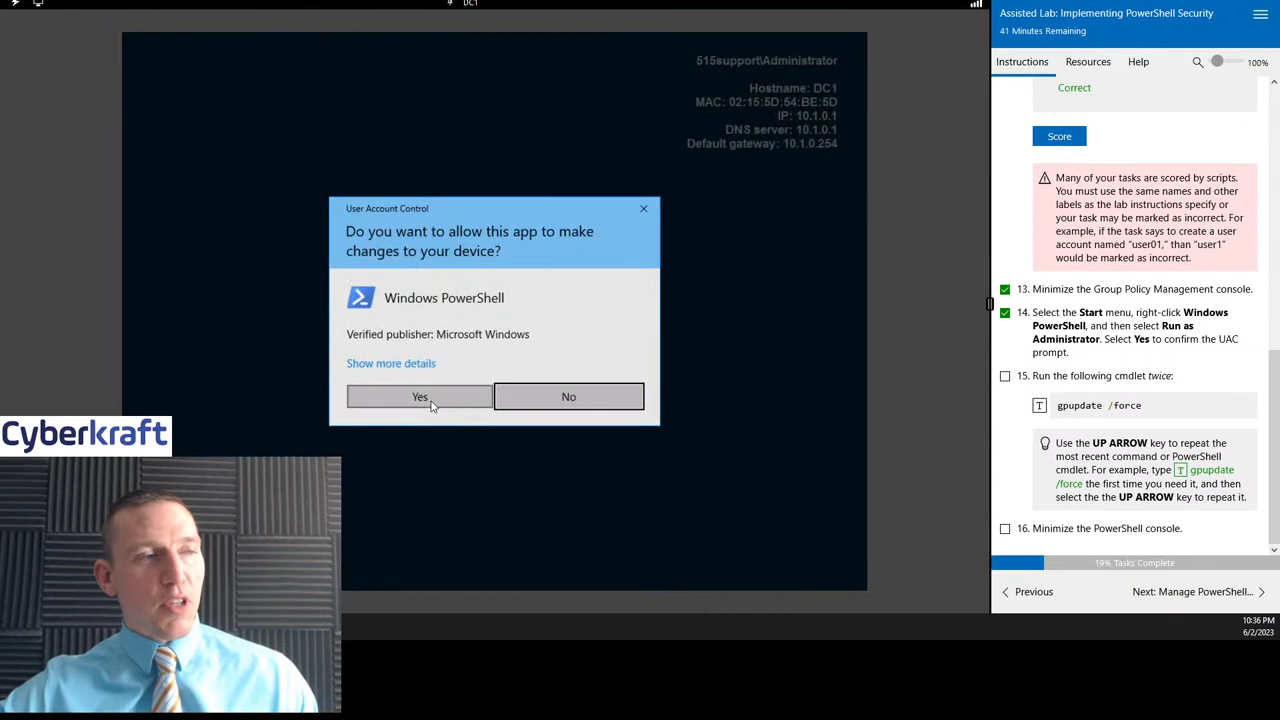 DC1
515support\Administrator
Hostname: DC1
MAC: 02:15:5D:54:BE:5D
IP: 10.1.0.1
DNS server: 10.1.0.1
Default gateway: 10.1.0.254
User Account Control
Do you want to allow this app to make
changes to your device?
Windows PowerShell
Verified publisher: Microsoft Windows
Show more details
Yes
No
Cyberkraft
Assisted Lab: Implementing PowerShell Security
41 Minutes Remaining
Instructions
Resources
Help
100%
Correct
Score
Many of your tasks are scored by scripts.
You must use the same names and other
labels as the lab instructions specify or
your task may be marked as incorrect. For
example, if the task says to create a user
account named "user01," than "user1"
would be marked as incorrect.
13. Minimize the Group Policy Management console.
14. Select the Start menu, right-click Windows
PowerShell, and then select Run as
Administrator. Select Yes to confirm the UAC
prompt.
15. Run the following cmdlet twice:
T gpupdate /force
Use the UP ARROW key to repeat the
most recent command or PowerShell
cmdlet. For example, type T gpupdate
/force the first time you need it, and then
select the the UP ARROW key to repeat it.
16. Minimize the PowerShell console.
19% Tasks Complete
Previous
Next: Manage PowerShell...
10:36 PM
6/2/2023